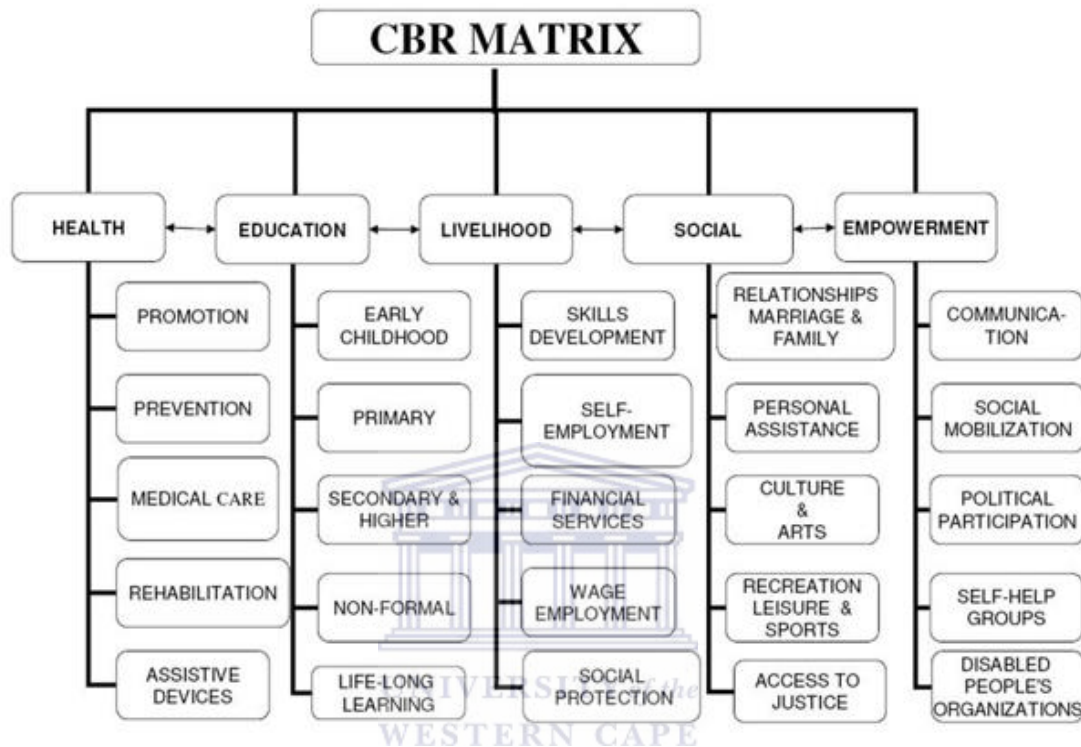 CBR MATRIX
HEALTH
EDUCATION
LIVELIHOOD
SOCIAL
EMPOWERMENT
PROMOTION
PREVENTION
MEDICAL CARE
REHABILITATION
ASSISTIVE
DEVICES
EARLY
CHILDHOOD
PRIMARY
SECONDARY &
HIGHER
NON-FORMAL
LIFE-LONG
LEARNING
SKILLS
DEVELOPMENT
SELF-
EMPLOYMENT
FINANCIAL
SERVICES
WAGE
EMPLOYMENT
SOCIAL
PROTECTION
RELATIONSHIPS
MARRIAGE &
FAMILY
PERSONAL
ASSISTANCE
CULTURE
&
ARTS
RECREATION
LEISURE &
SPORTS
ACCESS TO
JUSTICE
COMMUNICA-
TION
SOCIAL
MOBILIZATION
POLITICAL
PARTICIPATION
SELF-HELP
GROUPS
DISABLED
PEOPLE'S
ORGANIZATIONS
UNIVERSITY of the
WESTERN CAPE